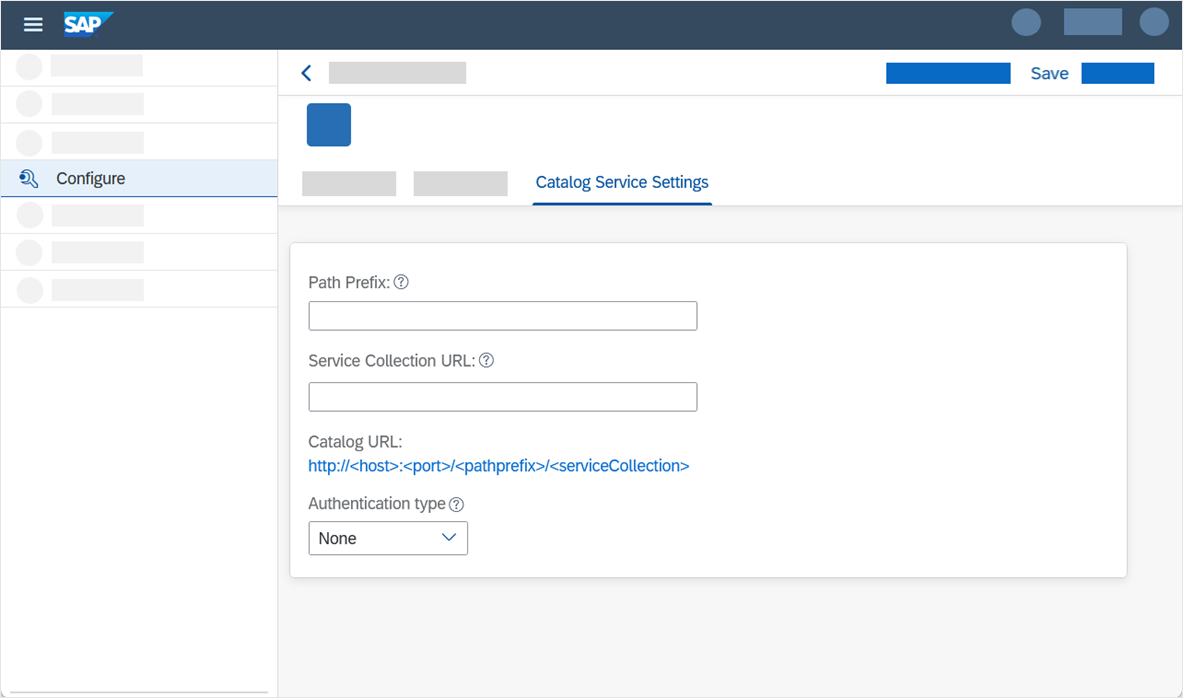 SAP
Save
Configure
Catalog Service Settings
Path Prefix:
Service Collection URL:
Catalog URL:
http://<host>:<port>/<pathprefix>/<serviceCollection>
Authentication type
None